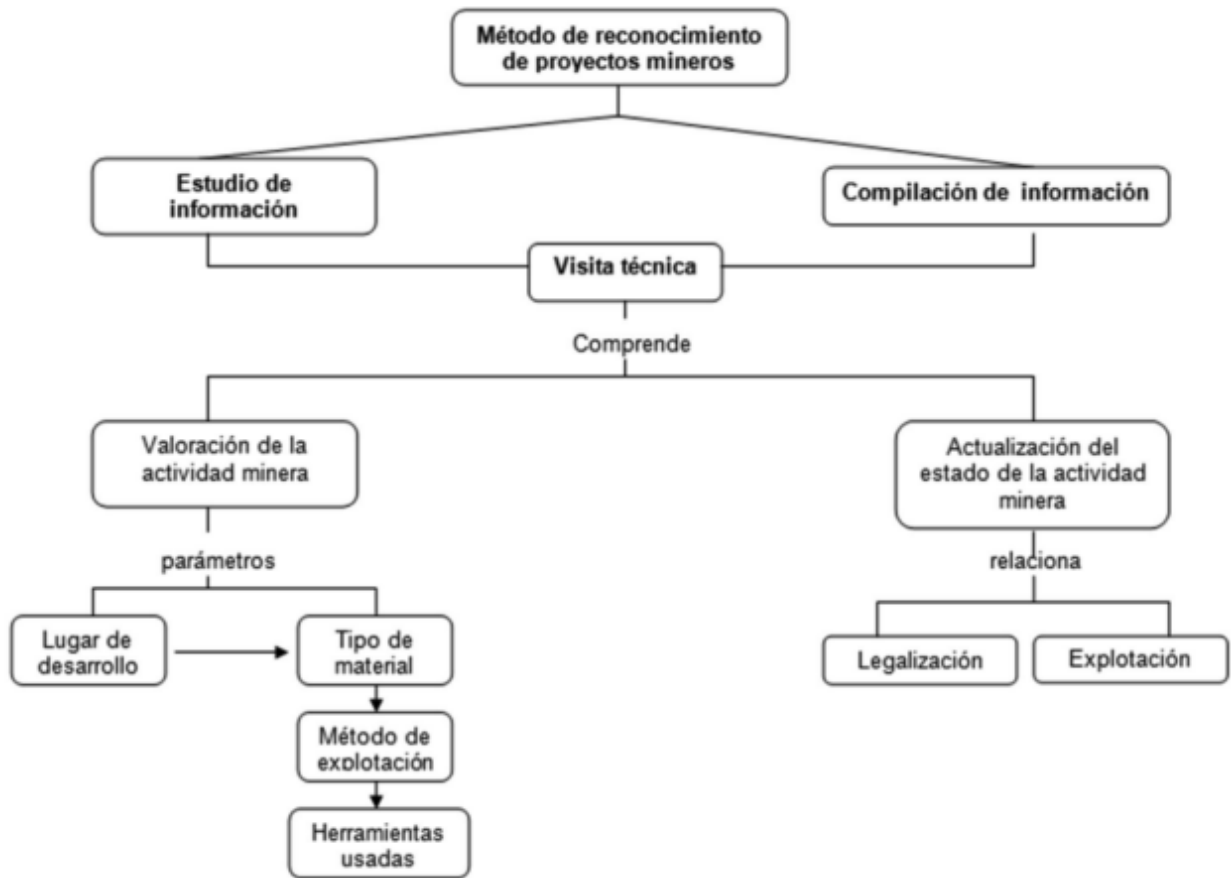 Método de reconocimiento
de proyectos mineros
Estudio de
información
Compilación de información
Visita técnica
Comprende
Valoración de la
actividad minera
Actualización del
estado de la actividad
minera
parámetros
relaciona
Lugar de
desarrollo
Tipo de
material
Legalización
Explotación
Método de
explotación
Herramientas
usadas